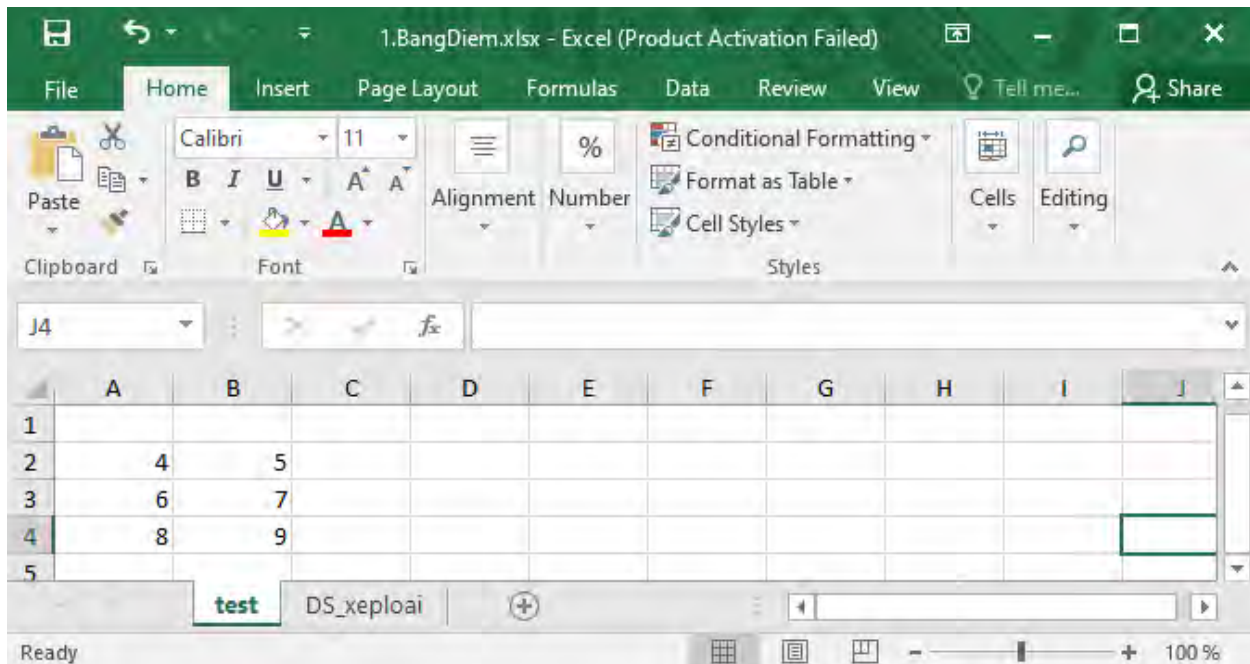 1.BangDiem.xlsx - Excel (Product Activation Failed)
File Home Insert Page Layout Formulas Data Review View Tell me... Share
Calibri 11
% Conditional Formatting
B I U A A Format as Table
Paste Alignment Number Cells Editing
A Cell Styles
Clipboard Font Styles
J4 fx
A B C D E F G H I J
1
2 4 5
3 6 7
4 8 9
5
test DS_xeploai
Ready 100 %